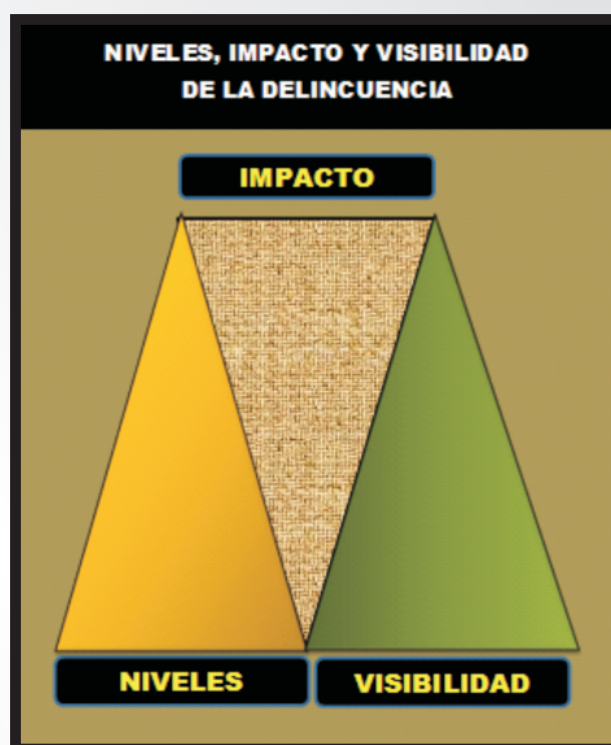 NIVELES, IMPACTO Y VISIBILIDAD
DE LA DELINCUENCIA
IMPACTO
NIVELES
VISIBILIDAD